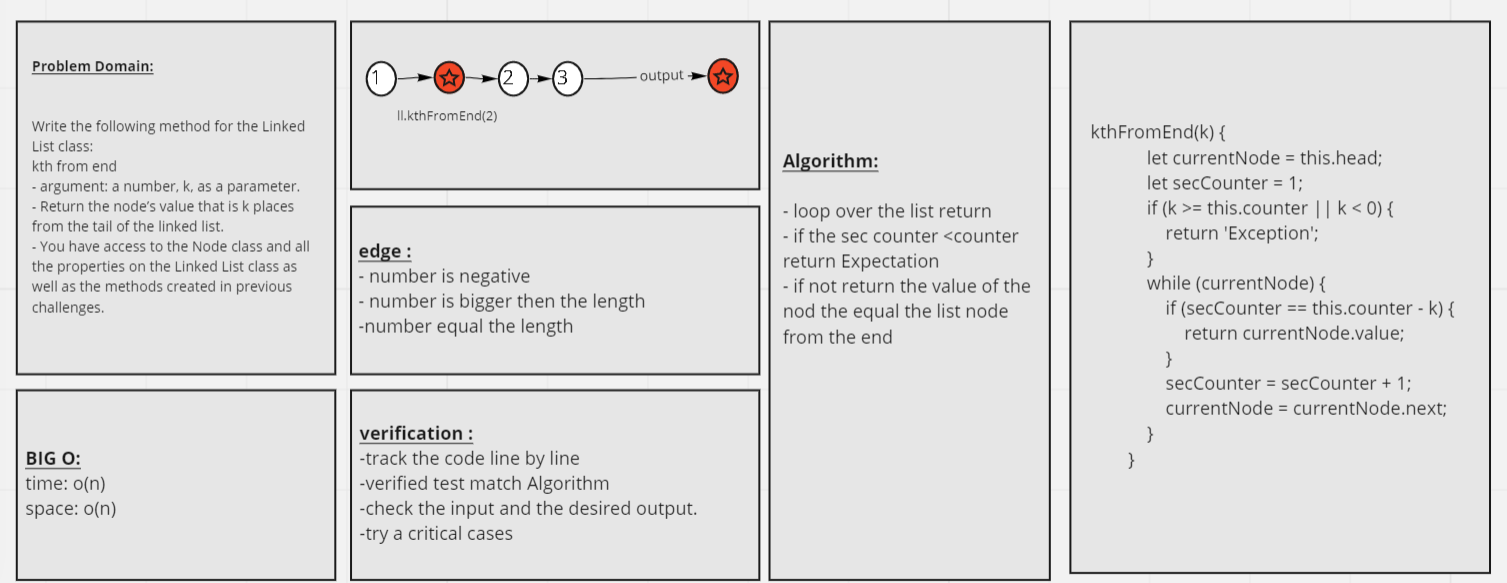 Problem Domain:
Write the following method for the Linked
List class:
kth from end
- argument: a number, k, as a parameter.
- Return the node’s value that is k places
from the tail of the linked list.
- You have access to the Node class and all
the properties on the Linked List class as
well as the methods created in previous
challenges.
BIG O:
time: o(n)
space: o(n)
1 2 3 output
ll.kthFromEnd(2)
edge :
- number is negative
- number is bigger then the length
-number equal the length
verification :
-track the code line by line
-verified test match Algorithm
-check the input and the desired output.
-try a critical cases
Algorithm:
- loop over the list return
- if the sec counter <counter
return Expectation
- if not return the value of the
nod the equal the list node
from the end
kthFromEnd(k) {
let currentNode = this.head;
let secCounter = 1;
if (k >= this.counter || k < 0) {
return 'Exception';
}
while (currentNode) {
if (secCounter == this.counter - k) {
return currentNode.value;
}
secCounter = secCounter + 1;
currentNode = currentNode.next;
}
}